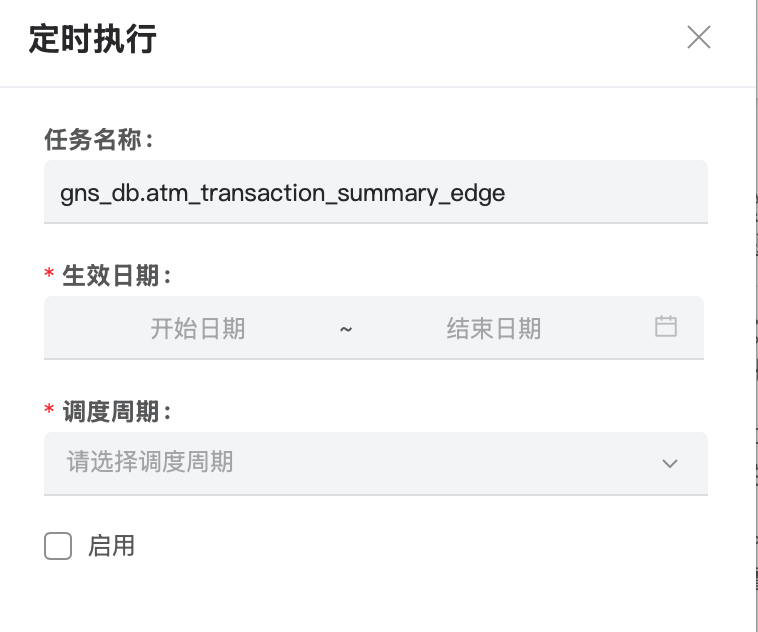 定时执行
任务名称：
gns_db.atm_transaction_summary_edge
* 生效日期：
开始日期 ~ 结束日期
* 调度周期：
请选择调度周期
启用